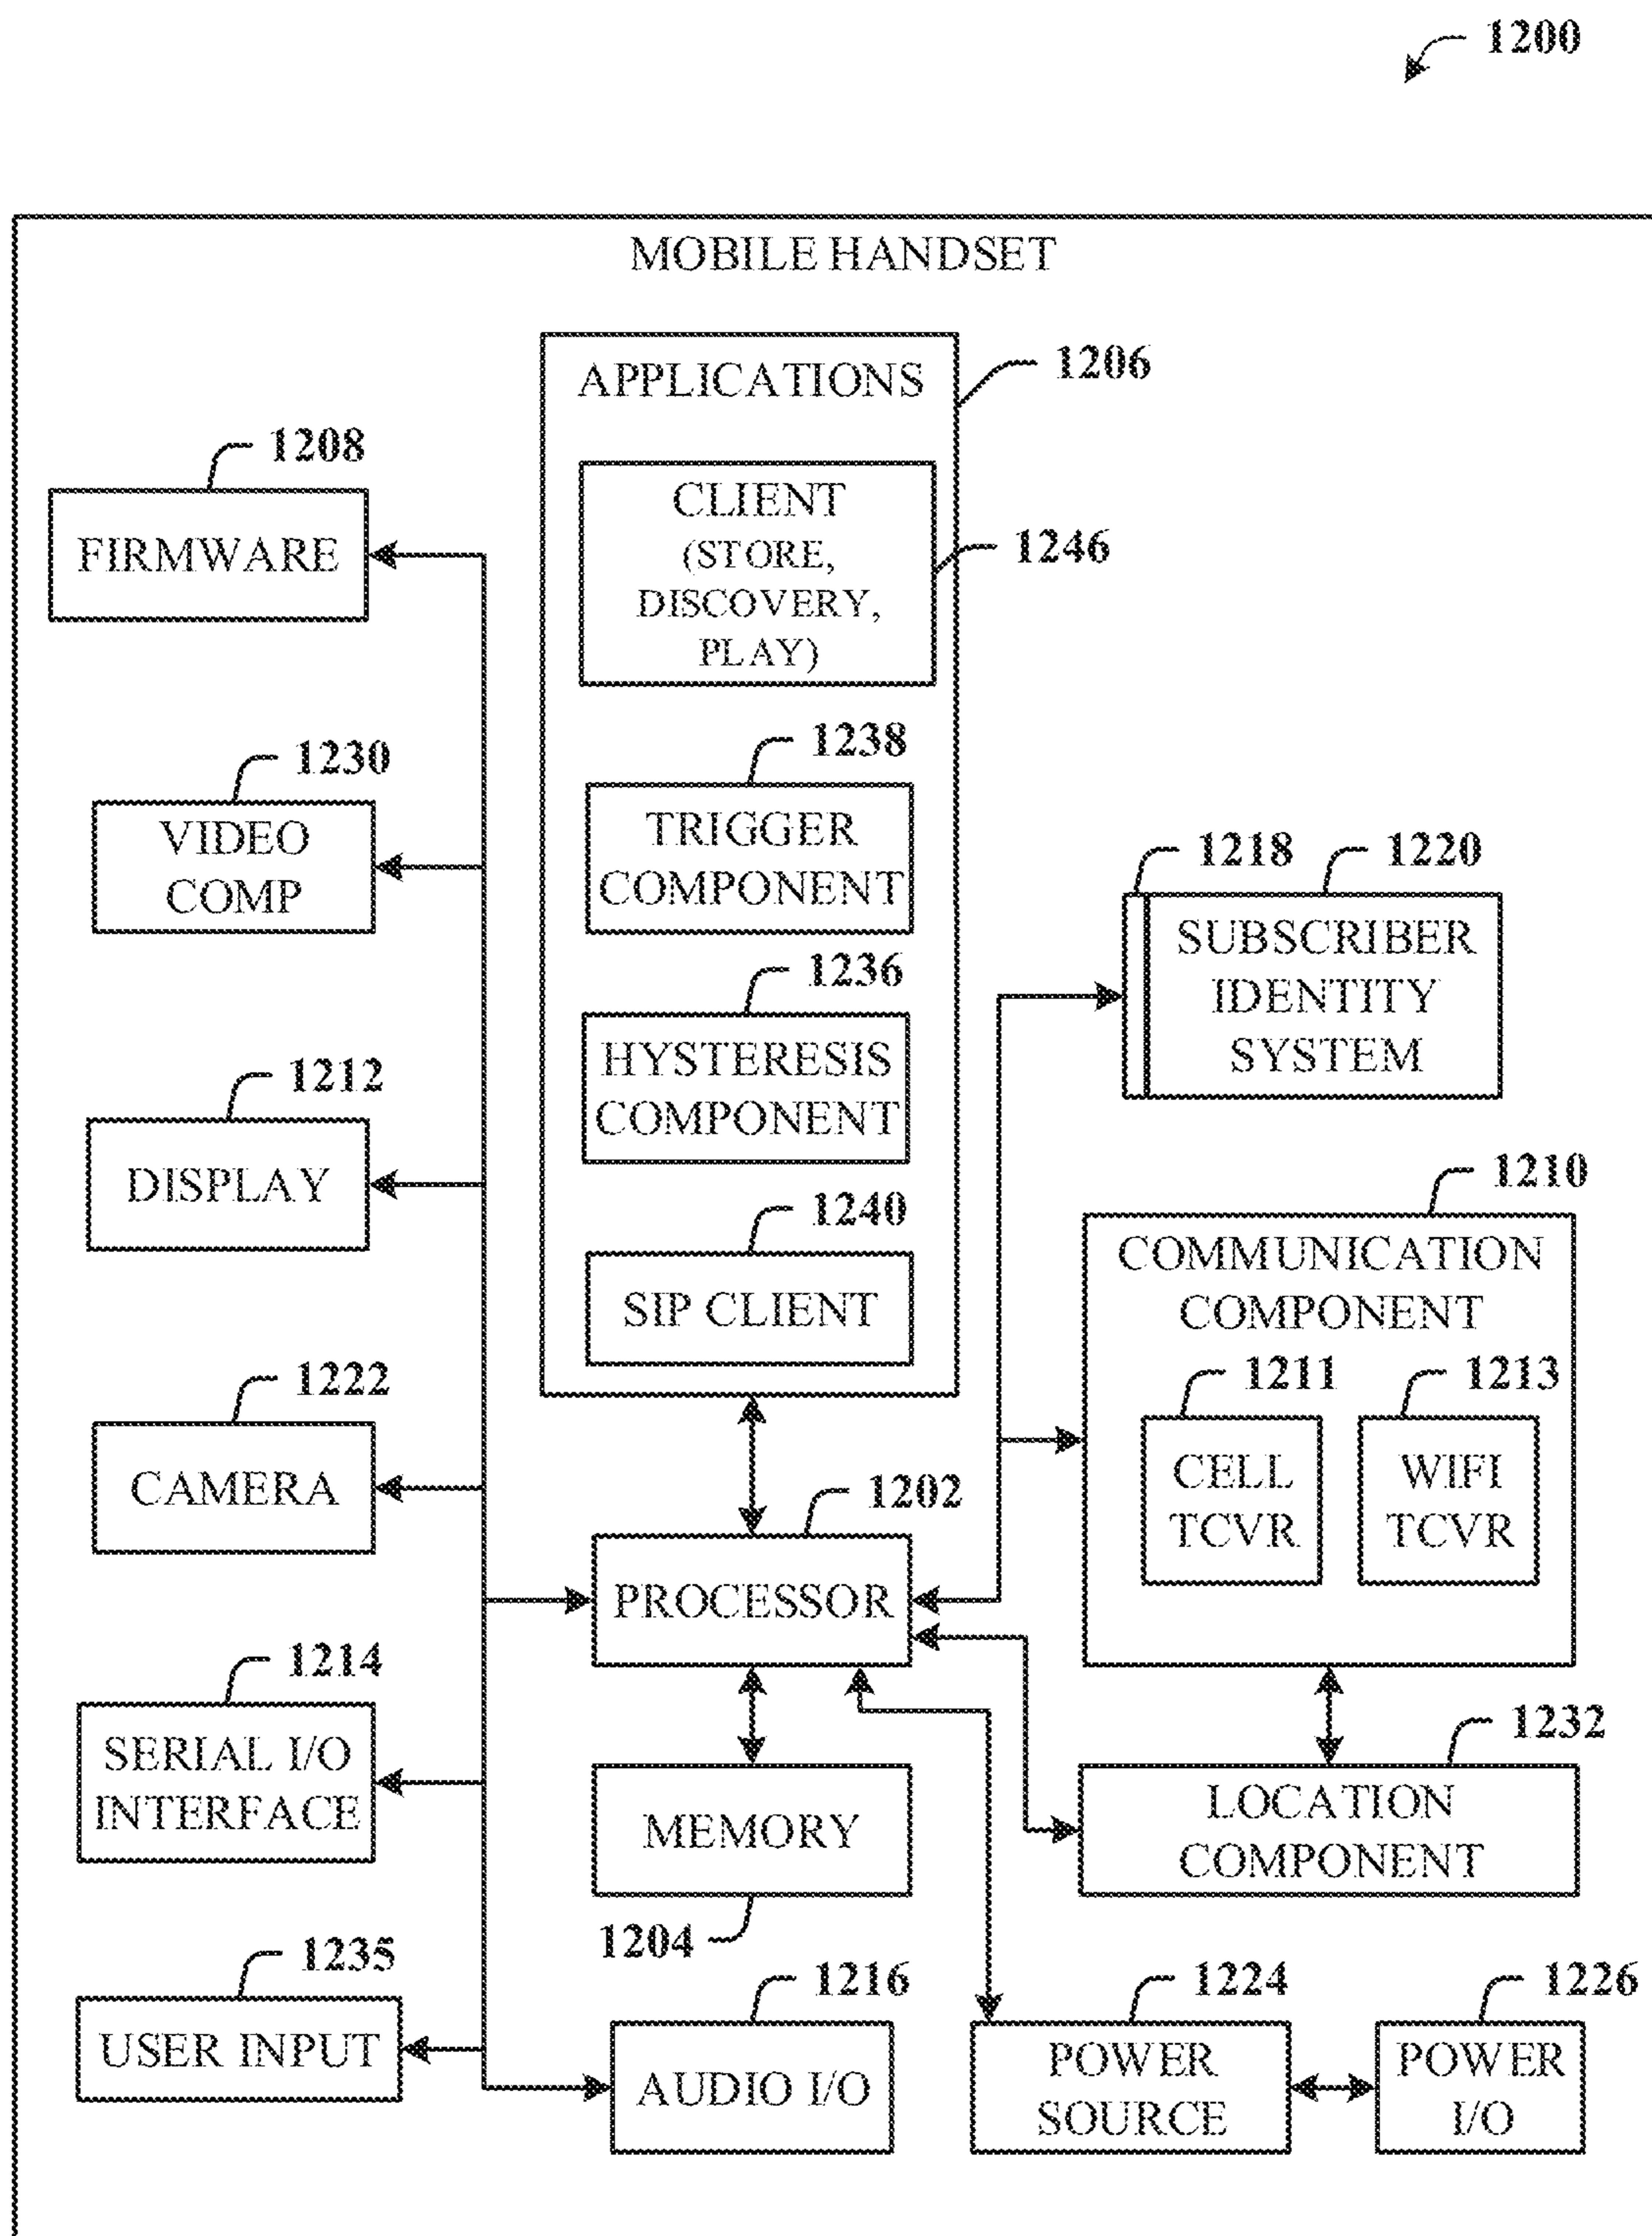 1200
MOBILE HANDSET
APPLICATIONS
1206
CLIENT
(STORE,
DISCOVERY,
PLAY)
1246
1208
FIRMWARE
1238
TRIGGER
COMPONENT
1230
VIDEO
COMP
1218
1220
SUBSCRIBER
IDENTITY
SYSTEM
1236
HYSTERESIS
COMPONENT
1212
DISPLAY
1240
SIP CLIENT
1210
COMMUNICATION
COMPONENT
1211
CELL
TCVR
1213
WIFI
TCVR
1222
CAMERA
1202
PROCESSOR
1214
SERIAL I/O
INTERFACE
MEMORY
1204
1232
LOCATION
COMPONENT
1235
USER INPUT
1216
AUDIO I/O
1224
POWER
SOURCE
1226
POWER
I/O